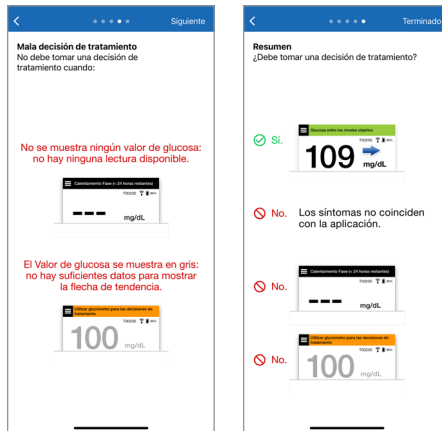 Siguiente
Mala decisión de tratamiento
No debe tomar una decisión de
tratamiento cuando:
No se muestra ningún valor de glucosa:
no hay ninguna lectura disponible.
Calentamiento Fase (< 24 horas restantes)
T00200
mg/dL
El Valor de glucosa se muestra en gris:
no hay suficientes datos para mostrar
la flecha de tendencia.
Utilizar glucómetro para las decisiones de
tratamiento
T00200
100
mg/dL
Terminado
Resumen
¿Debe tomar una decisión de tratamiento?
Sí.
Glucosa entre los niveles objetivo
T00200
109
mg/dL
No. Los síntomas no coinciden
con la aplicación.
No.
Calentamiento Fase (< 24 horas restantes)
T00200
mg/dL
No.
Utilizar glucómetro para las decisiones de
tratamiento
T00200
100
mg/dL